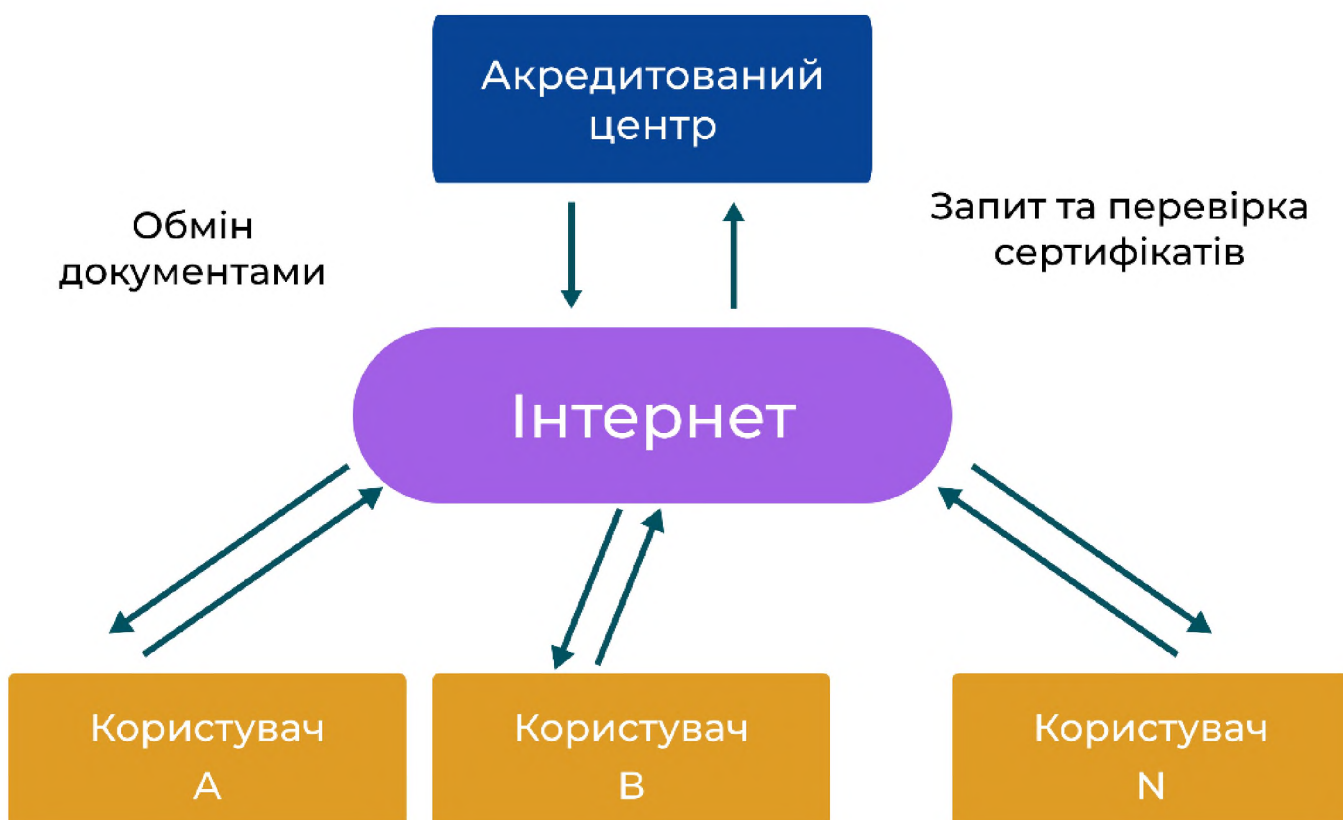 Акредитований
центр
Обмін
документами
Запит та перевірка
сертифікатів
Інтернет
Користувач
A
Користувач
B
Користувач
N